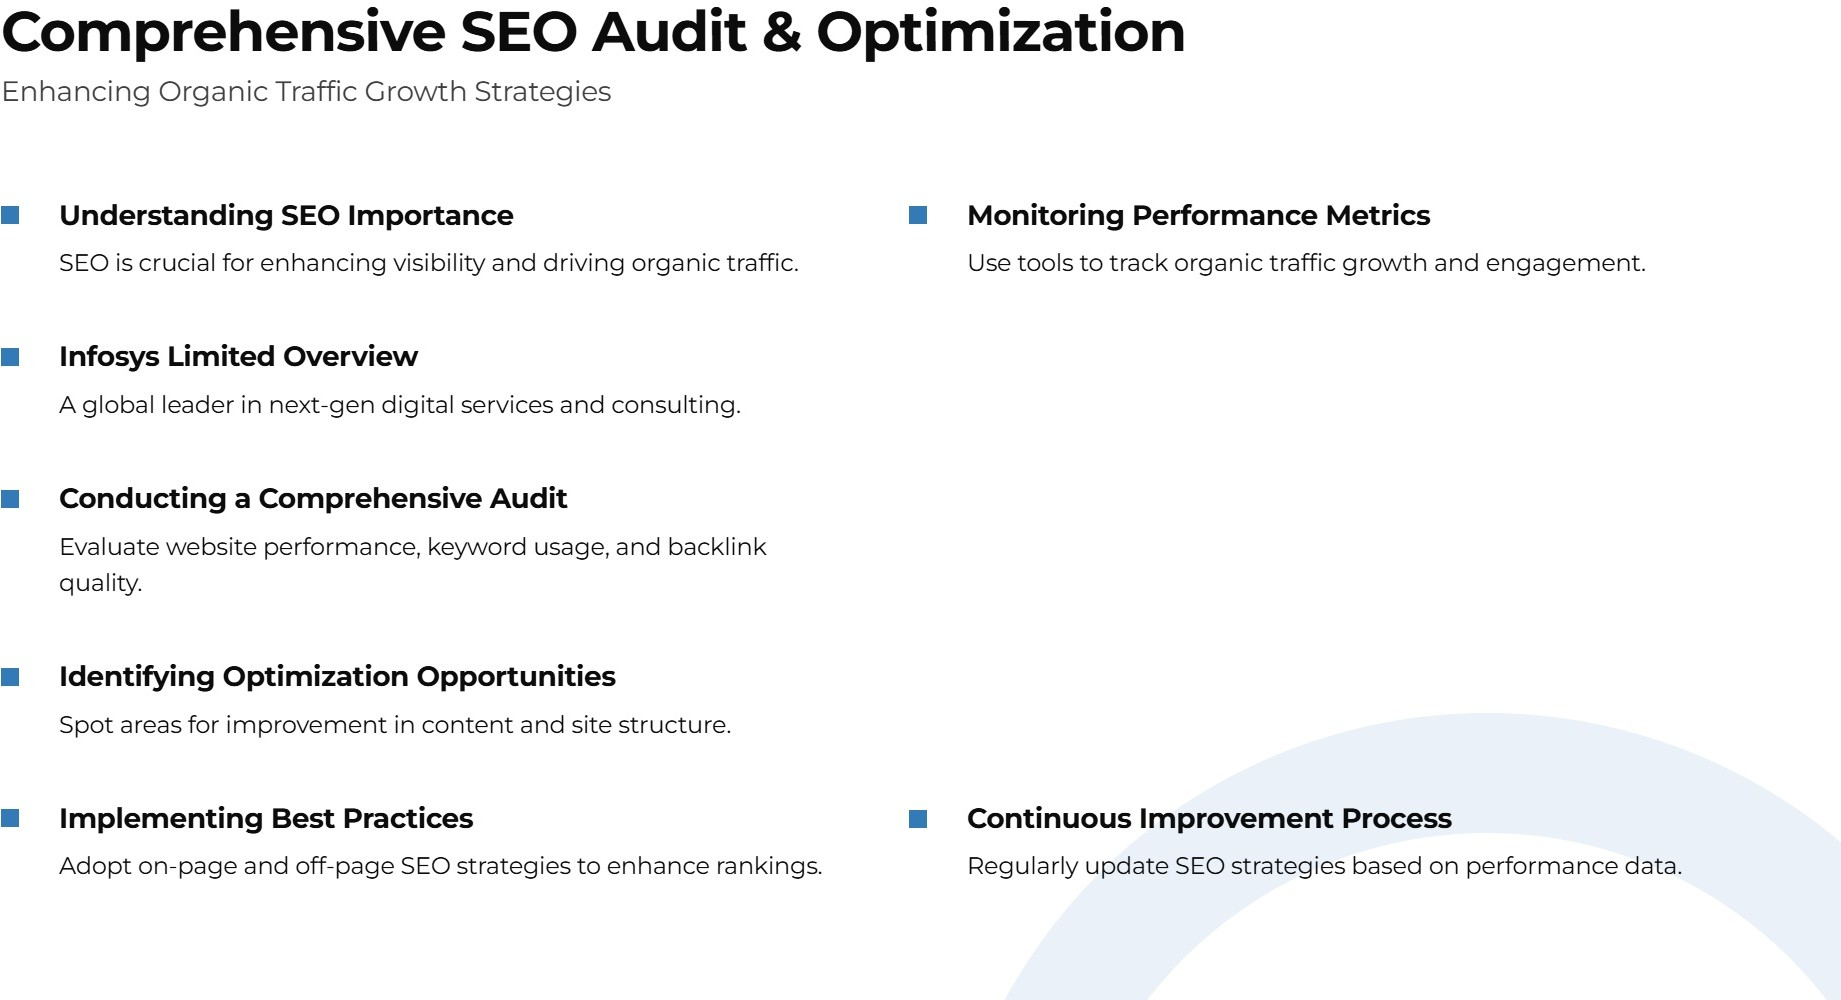 Comprehensive SEO Audit & Optimization
Enhancing Organic Traffic Growth Strategies
Understanding SEO Importance
SEO is crucial for enhancing visibility and driving organic traffic.
Infosys Limited Overview
A global leader in next-gen digital services and consulting.
Conducting a Comprehensive Audit
Evaluate website performance, keyword usage, and backlink
quality.
Identifying Optimization Opportunities
Spot areas for improvement in content and site structure.
Implementing Best Practices
Adopt on-page and off-page SEO strategies to enhance rankings.
Monitoring Performance Metrics
Use tools to track organic traffic growth and engagement.
Continuous Improvement Process
Regularly update SEO strategies based on performance data.